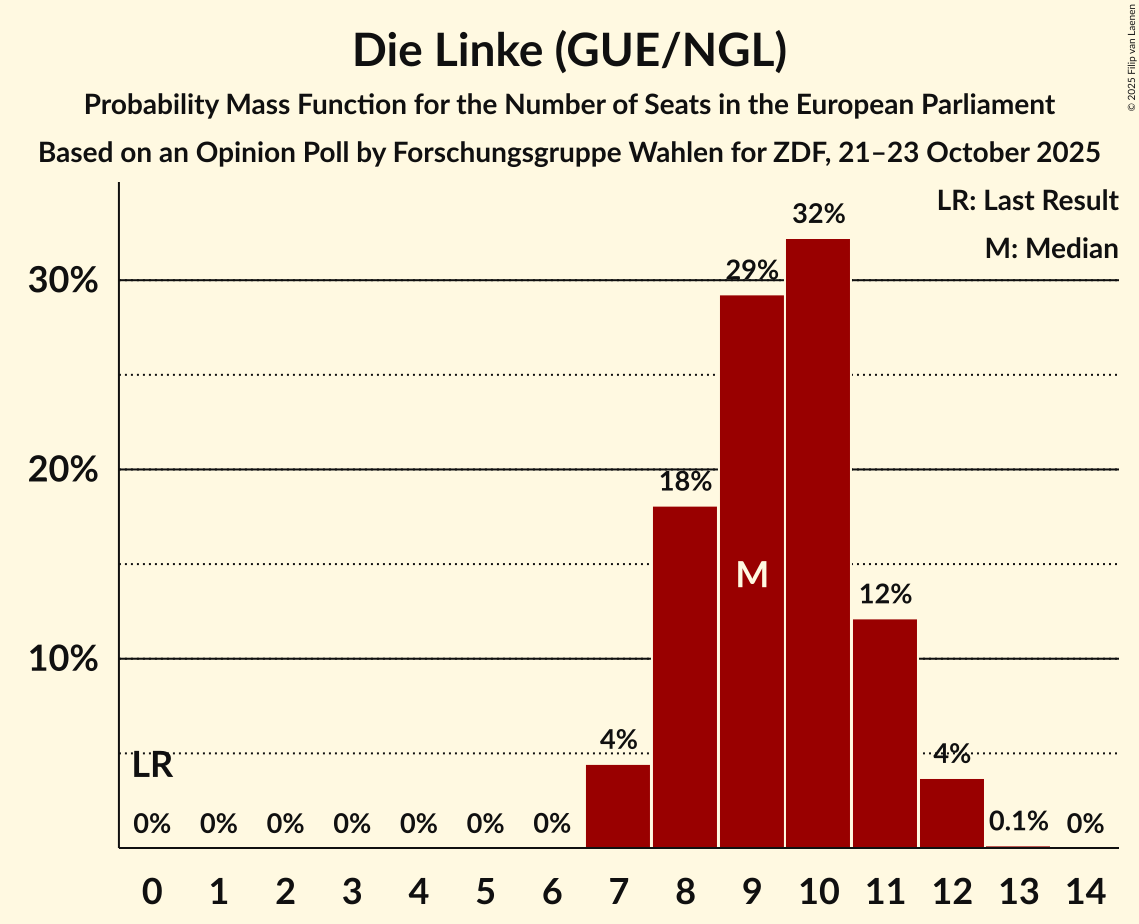 Die Linke (GUE/NGL)
Probability Mass Function for the Number of Seats in the European Parliament
Based on an Opinion Poll by Forschungsgruppe Wahlen for ZDF, 21–23 October 2025
© 2025 Filip van Laenen
LR: Last Result
M: Median
30%
20%
10%
LR
0%
0%
0%
0%
0%
0%
0%
4%
18%
29%
M
32%
12%
4%
0.1%
0%
0 1 2 3 4 5 6 7 8 9 10 11 12 13 14